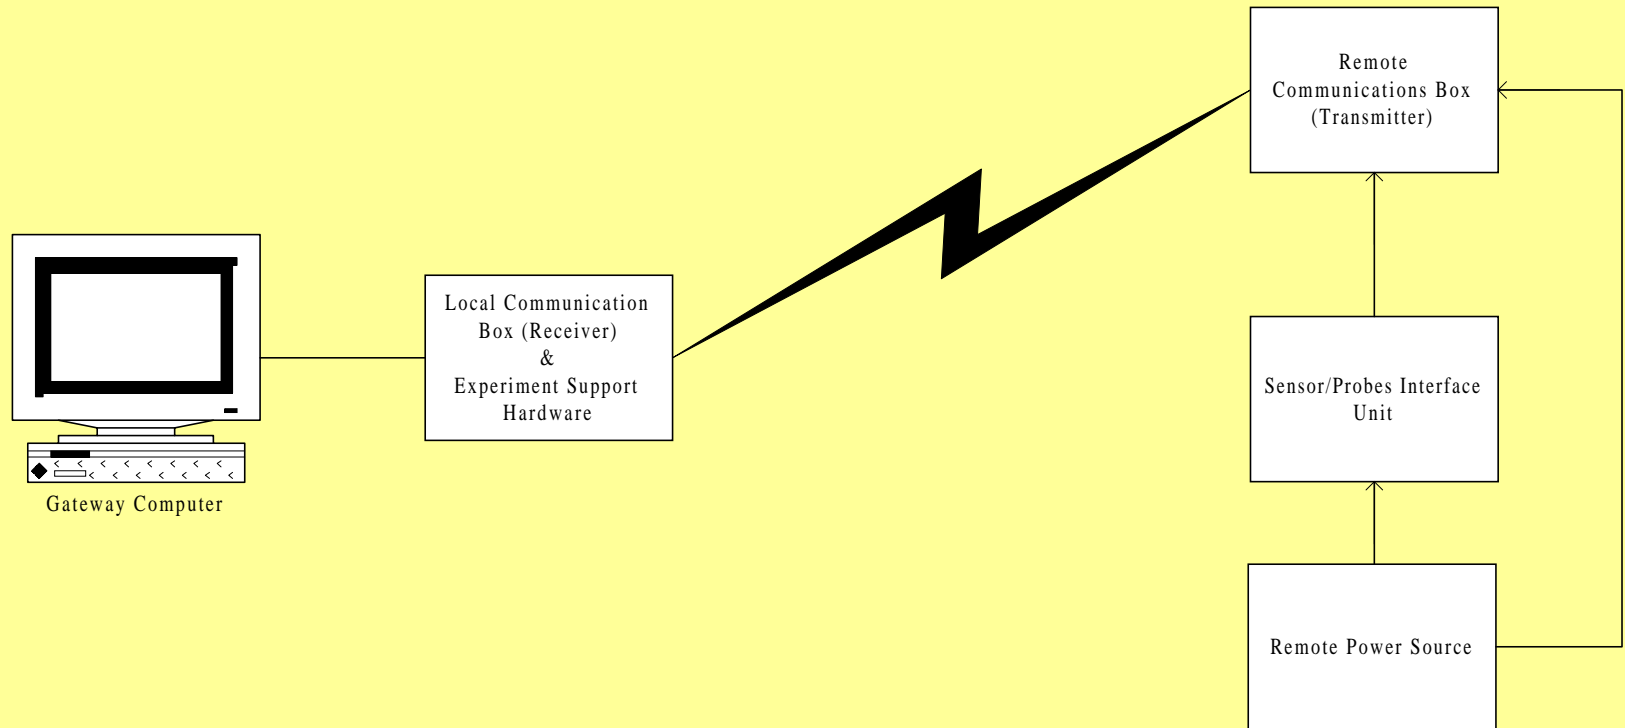 Remote
Communications Box
(Transmitter)
Local Communication
Box (Receiver)
&
Experiment Support
Hardware
Sensor/Probes Interface
Unit
Gateway Computer
Remote Power Source